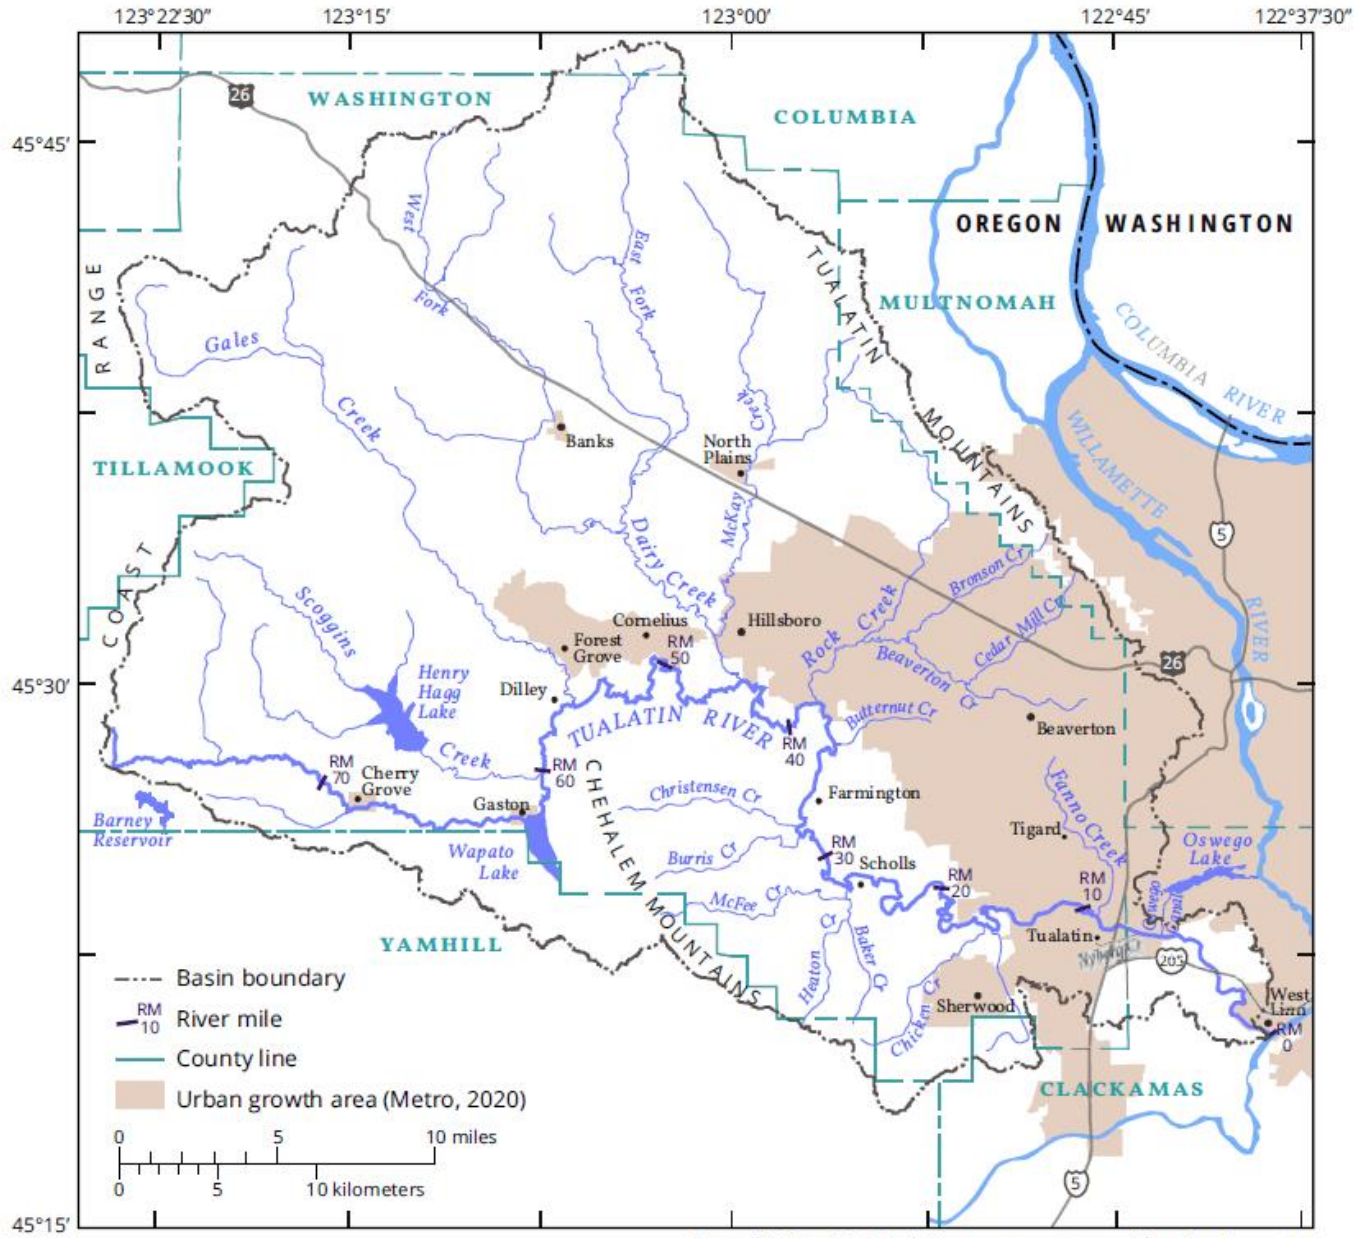 123°22'30"
123°15'
123°00'
122°45'
122°37'30"
45°45'
45°30'
45°15'
26
WASHINGTON
COLUMBIA
OREGON
WASHINGTON
MULTNOMAH
COLUMBIA
RIVER
TUALATIN
MOUNTAINS
West
Fork
East
Fork
RANGE
COAST
Gales
Creek
TILLAMOOK
Banks
North
Plains
Creek
McKay
WILLAMETTE
RIVER
5
Dairy Creek
Scoggins
Creek
Bronson Cr
Cedar Mill Cr
Rock Creek
Beaverton
Cr
Butternut Cr
Cornelius
Hillsboro
Forest
Grove
RM
50
26
Dilley
Henry
Hagg
Lake
TUALATIN RIVER
RM
40
Beaverton
RM
70
Cherry
Grove
RM
60
CHEHALEM MOUNTAINS
Christensen Cr
Farmington
Fanno Creek
Barney
Reservoir
Gaston
Wapato
Lake
Burris Cr
RM
30
Scholls
Tigard
Oswego
Lake
McFee Cr
RM
20
RM
10
Oswego
Canal
YAMHILL
Heaton
Cr
Baker Cr
Tualatin
Nyberg Cr
205
Chicken Cr
Sherwood
West
Linn
RM
0
CLACKAMAS
5
Basin boundary
RM
10
River mile
County line
Urban growth area (Metro, 2020)
0 5 10 miles
0 5 10 kilometers